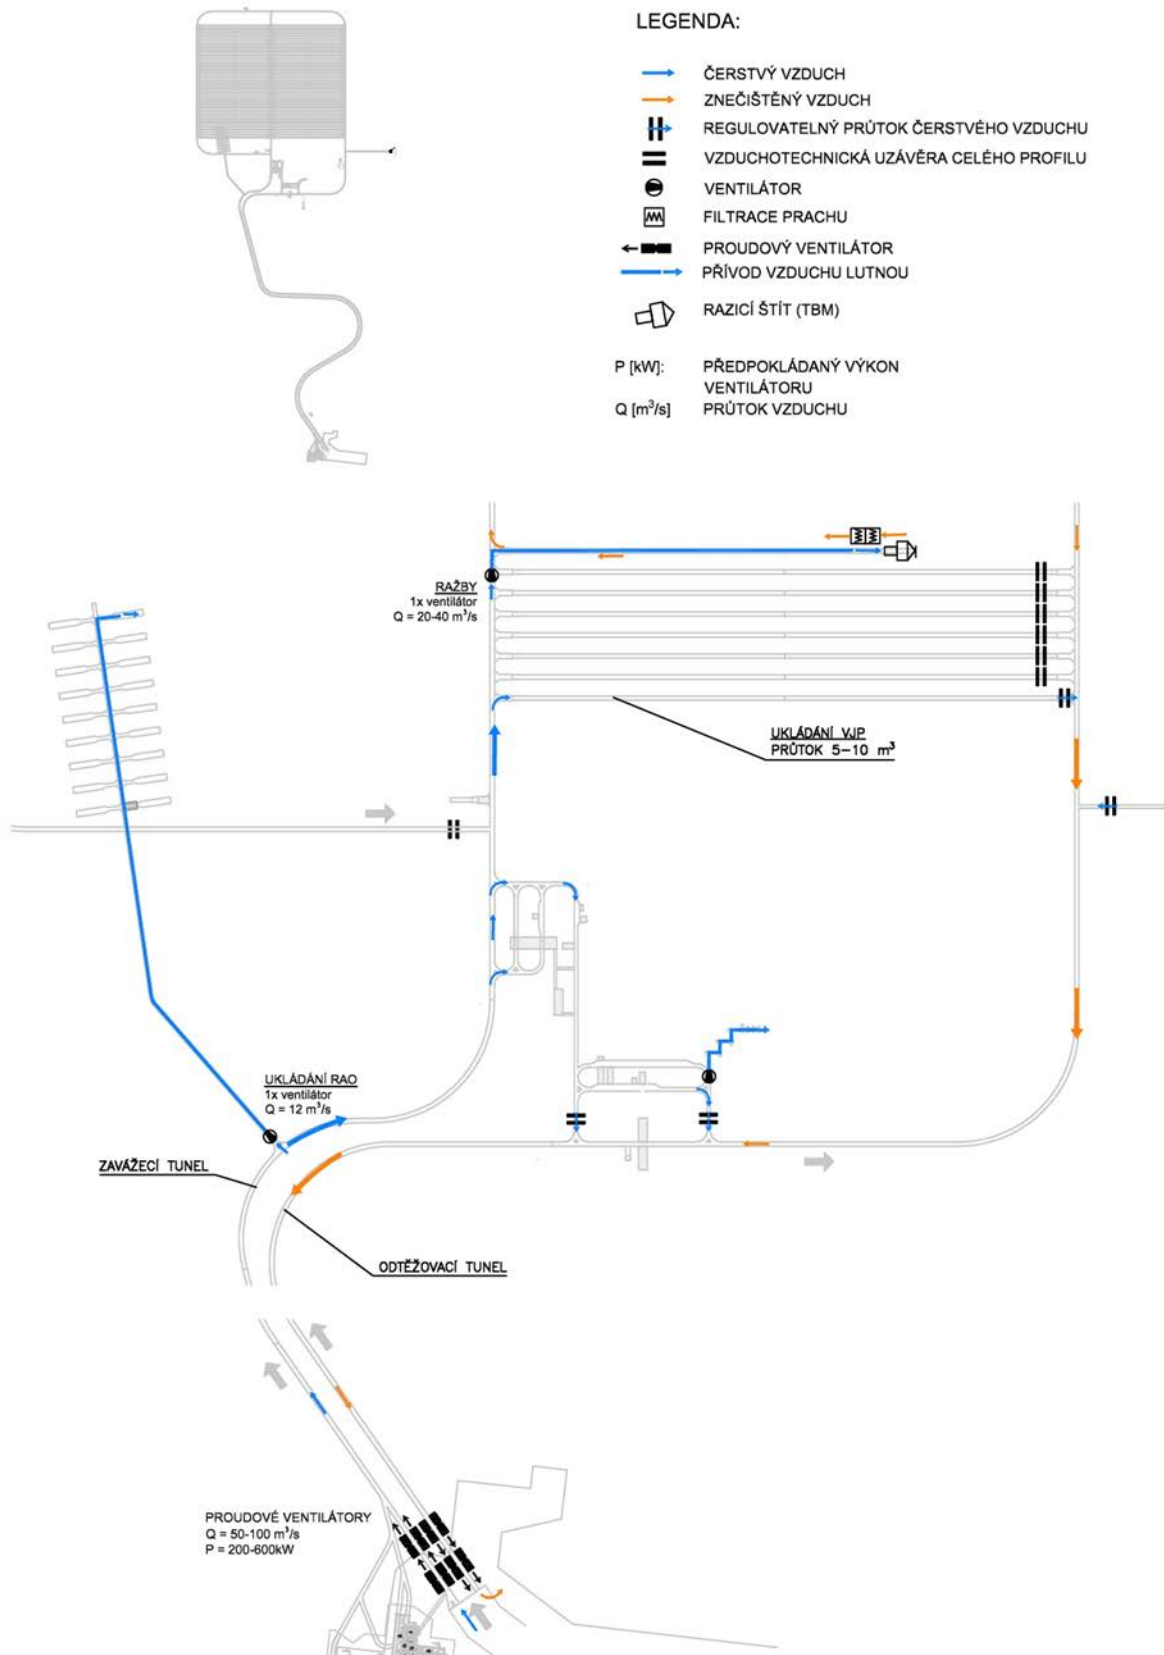 LEGENDA:
ČERSTVÝ VZDUCH
ZNEČIŠTĚNÝ VZDUCH
REGULOVATELNÝ PRŮTOK ČERSTVÉHO VZDUCHU
VZDUCHOTECHNICKÁ UZÁVĚRA CELÉHO PROFILU
VENTILÁTOR
FILTRACE PRACHU
PROUDOVÝ VENTILÁTOR
PŘÍVOD VZDUCHU LUTNOU
RAZICÍ ŠTÍT (TBM)
P [kW]: PŘEDPOKLÁDANÝ VÝKON
VENTILÁTORU
Q [m³/s] PRŮTOK VZDUCHU
RAŽBY
1x ventilátor
Q = 20-40 m³/s
UKLÁDÁNÍ VJP
PRŮTOK 5–10 m³
UKLÁDÁNÍ RAO
1x ventilátor
Q = 12 m³/s
ZAVÁŽECÍ TUNEL
ODTĚŽOVACÍ TUNEL
PROUDOVÉ VENTILÁTORY
Q = 50-100 m³/s
P = 200-600kW